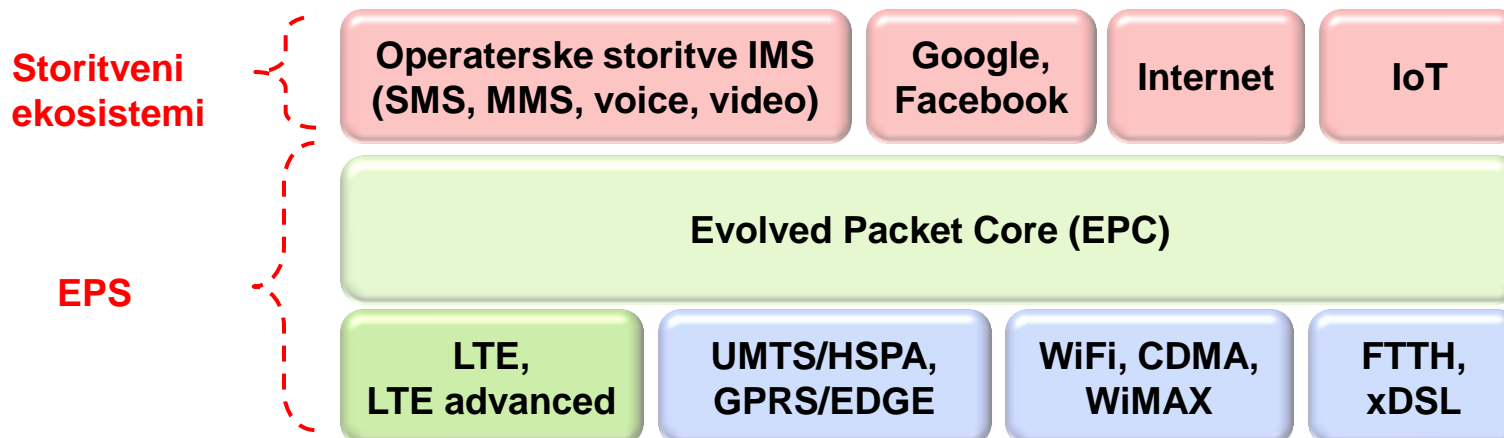 Storitveni
ekosistemi
Operaterske storitve IMS
(SMS, MMS, voice, video)
Google,
Facebook
Internet
IoT
EPS
Evolved Packet Core (EPC)
LTE,
LTE advanced
UMTS/HSPA,
GPRS/EDGE
WiFi, CDMA,
WiMAX
FTTH,
xDSL